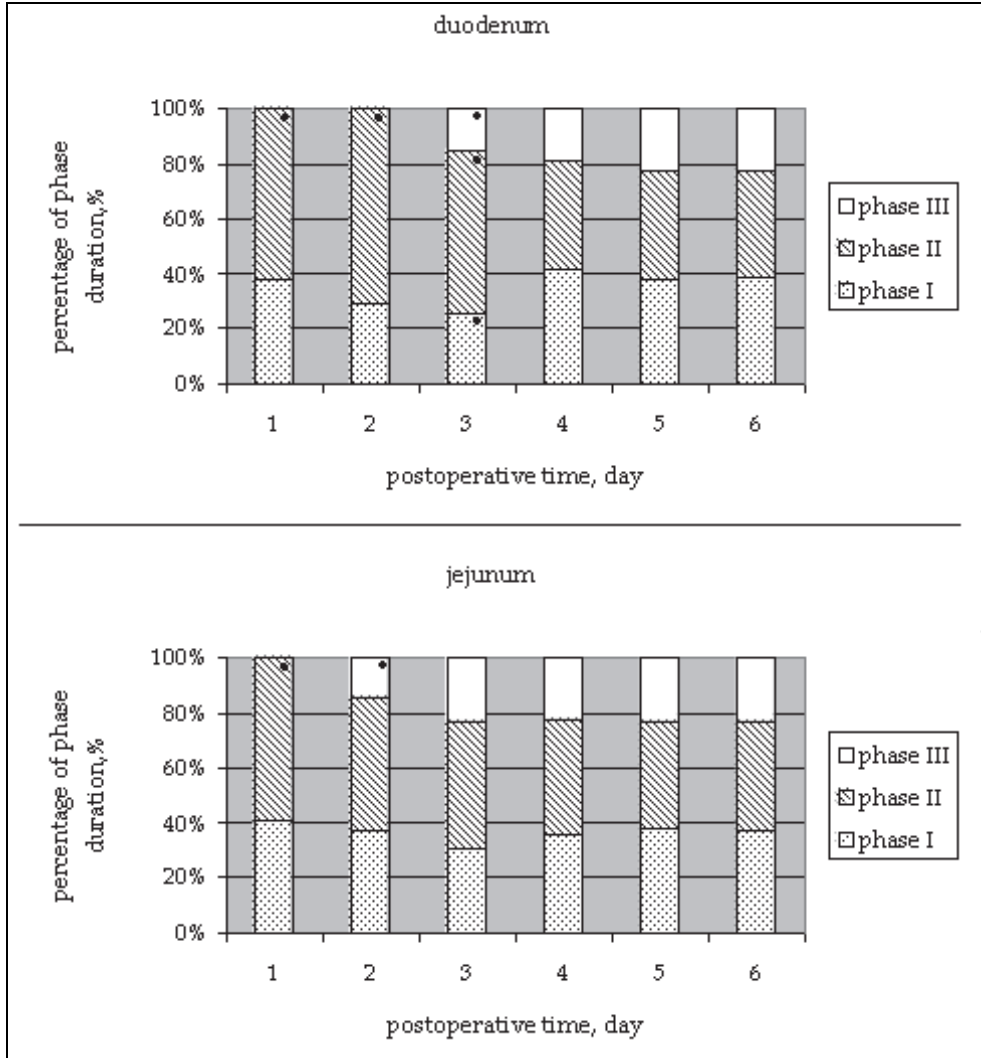 duodenum
percentage of phase
duration,%
100%
80%
60%
40%
20%
0%
1 2 3 4 5 6
postoperative time, day
phase III
phase II
phase I
jejunum
percentage of phase
duration,%
100%
80%
60%
40%
20%
0%
1 2 3 4 5 6
postoperative time, day
phase III
phase II
phase I